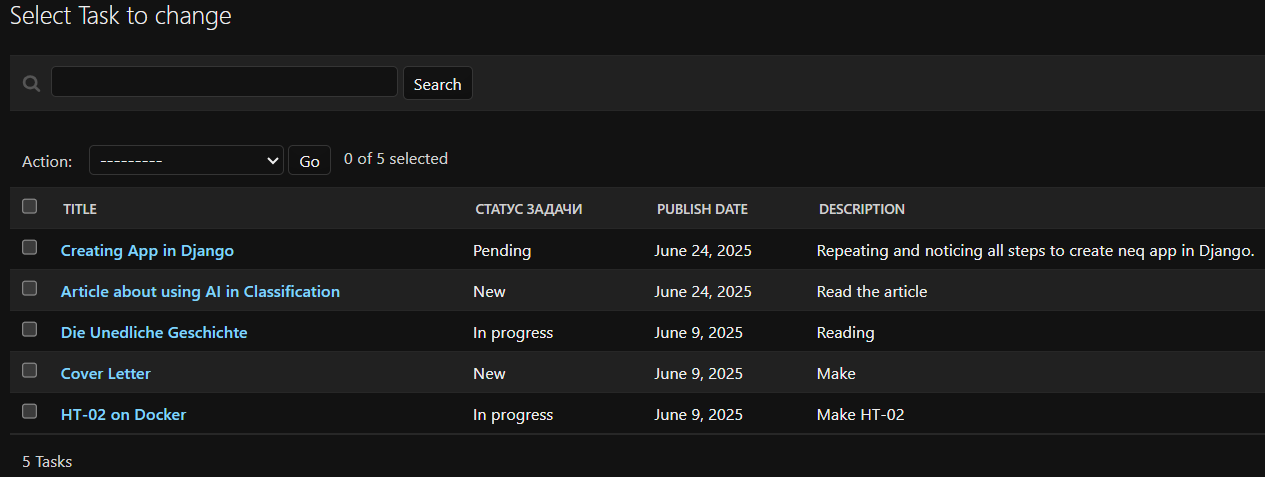 Select Task to change
Search
Action: --------- Go 0 of 5 selected
TITLE СТАТУС ЗАДАЧИ PUBLISH DATE DESCRIPTION
Creating App in Django Pending June 24, 2025 Repeating and noticing all steps to create neq app in Django.
Article about using AI in Classification New June 24, 2025 Read the article
Die Unedliche Geschichte In progress June 9, 2025 Reading
Cover Letter New June 9, 2025 Make
HT-02 on Docker In progress June 9, 2025 Make HT-02
5 Tasks